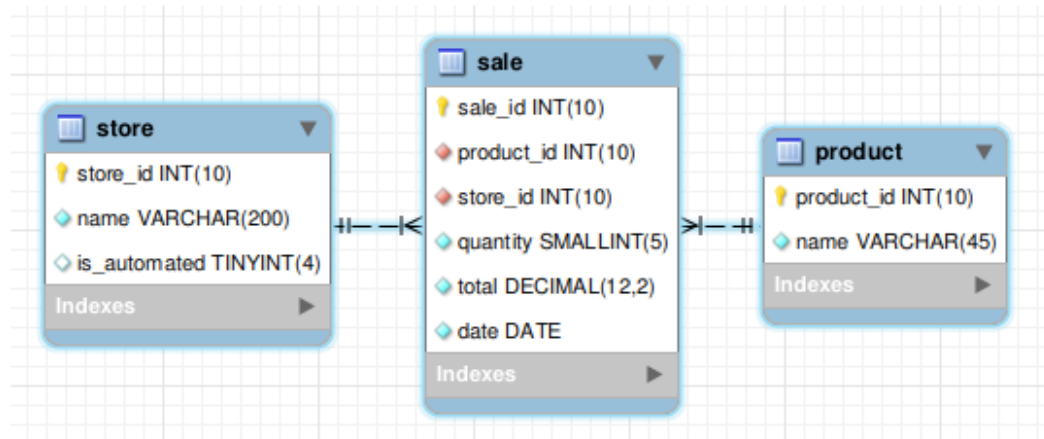 store
store_id INT(10)
name VARCHAR(200)
is_automated TINYINT(4)
Indexes
sale
sale_id INT(10)
product_id INT(10)
store_id INT(10)
quantity SMALLINT(5)
total DECIMAL(12,2)
date DATE
Indexes
product
product_id INT(10)
name VARCHAR(45)
Indexes